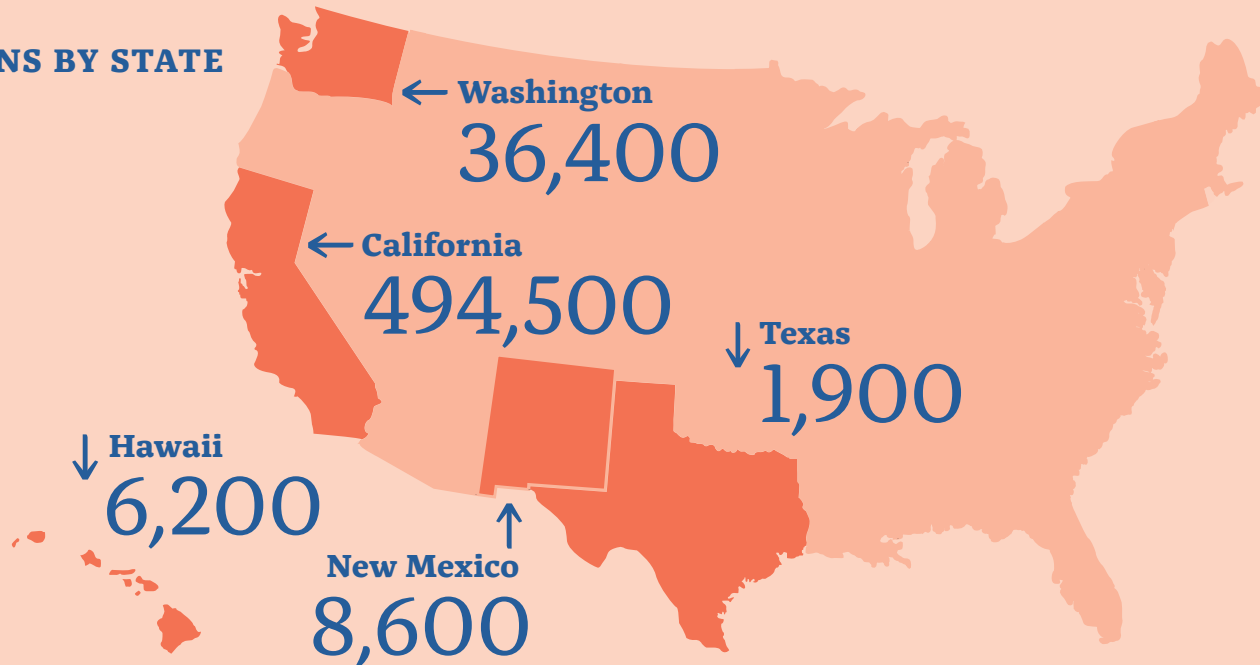 NS BY STATE
Washington
36,400
California
494,500
Texas
1,900
Hawaii
6,200
New Mexico
8,600